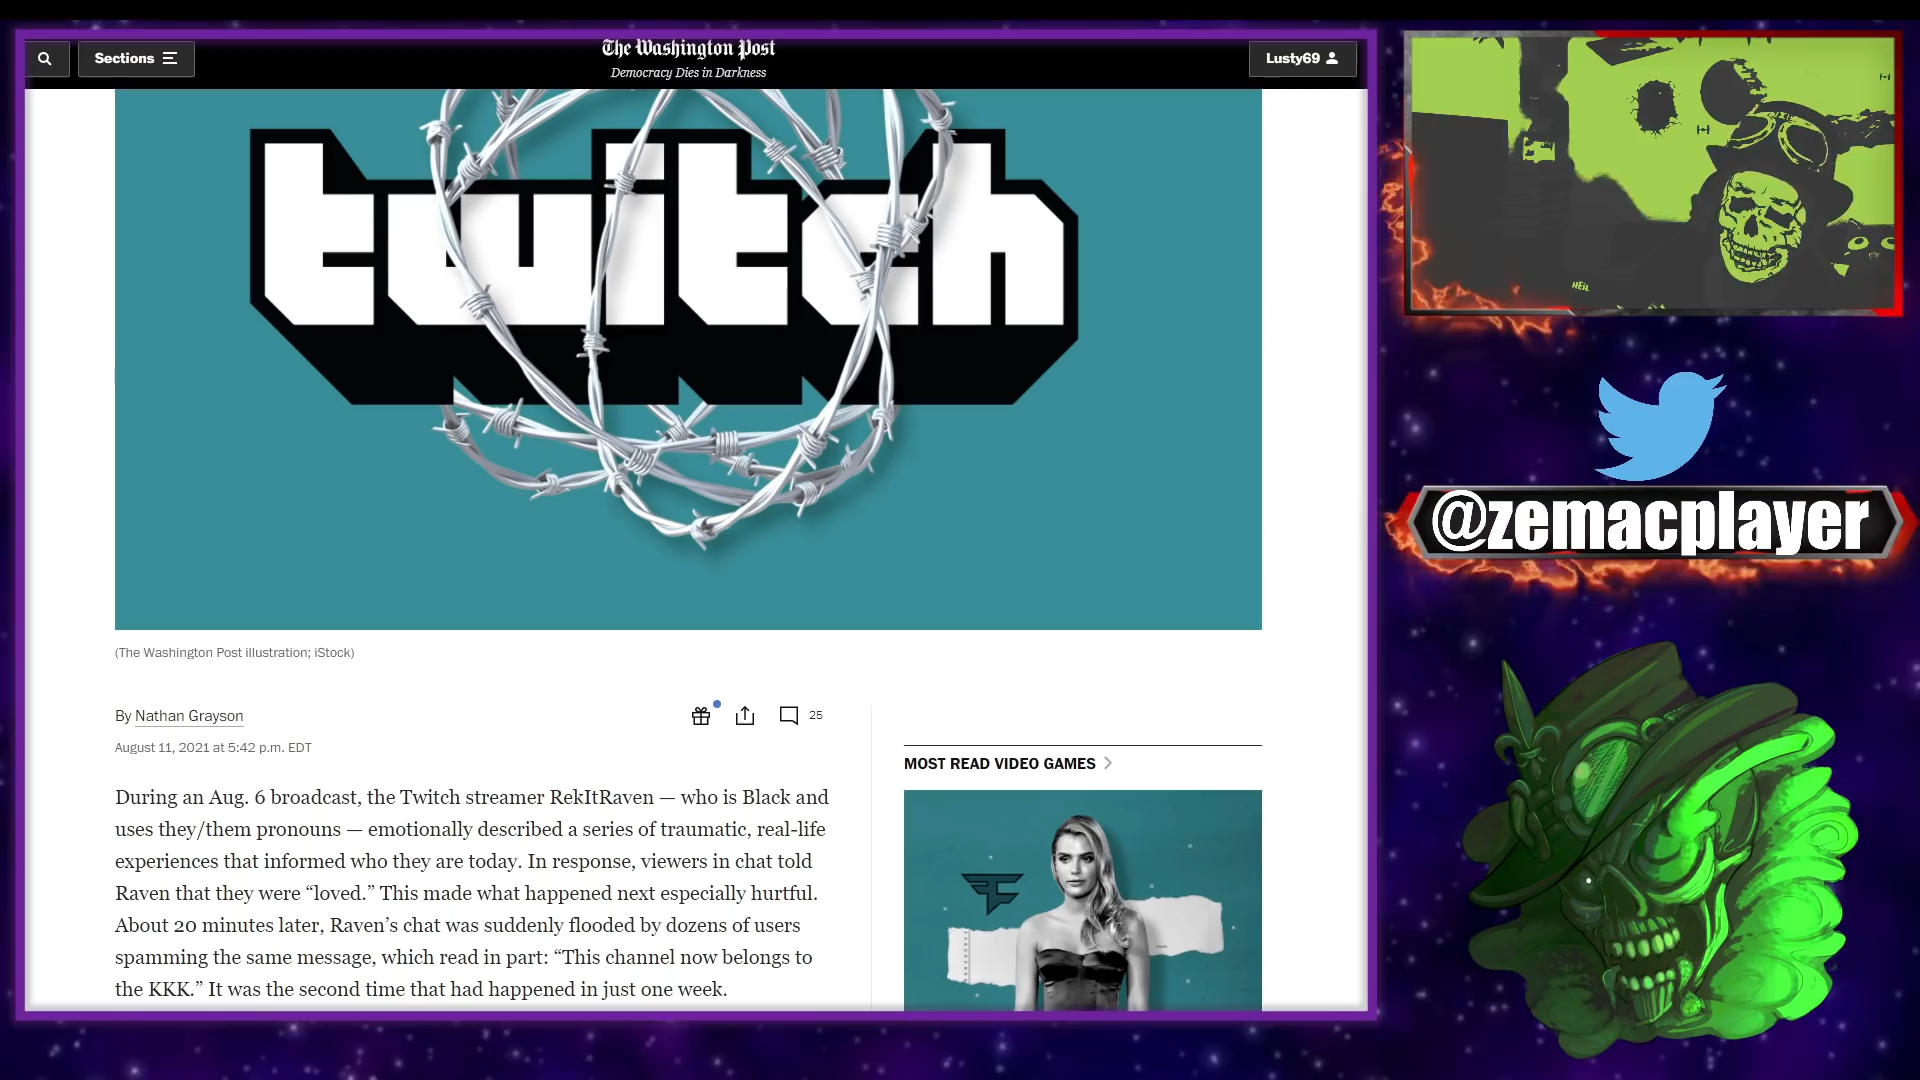 Sections
The Washington Post
Democracy Dies in Darkness
Lusty69
twitch
(The Washington Post illustration; iStock)
By Nathan Grayson
25
August 11, 2021 at 5:42 p.m. EDT
During an Aug. 6 broadcast, the Twitch streamer RekItRaven — who is Black and
uses they/them pronouns — emotionally described a series of traumatic, real-life
experiences that informed who they are today. In response, viewers in chat told
Raven that they were “loved.” This made what happened next especially hurtful.
About 20 minutes later, Raven’s chat was suddenly flooded by dozens of users
spamming the same message, which read in part: “This channel now belongs to
the KKK.” It was the second time that had happened in just one week.
MOST READ VIDEO GAMES
@zemacplayer